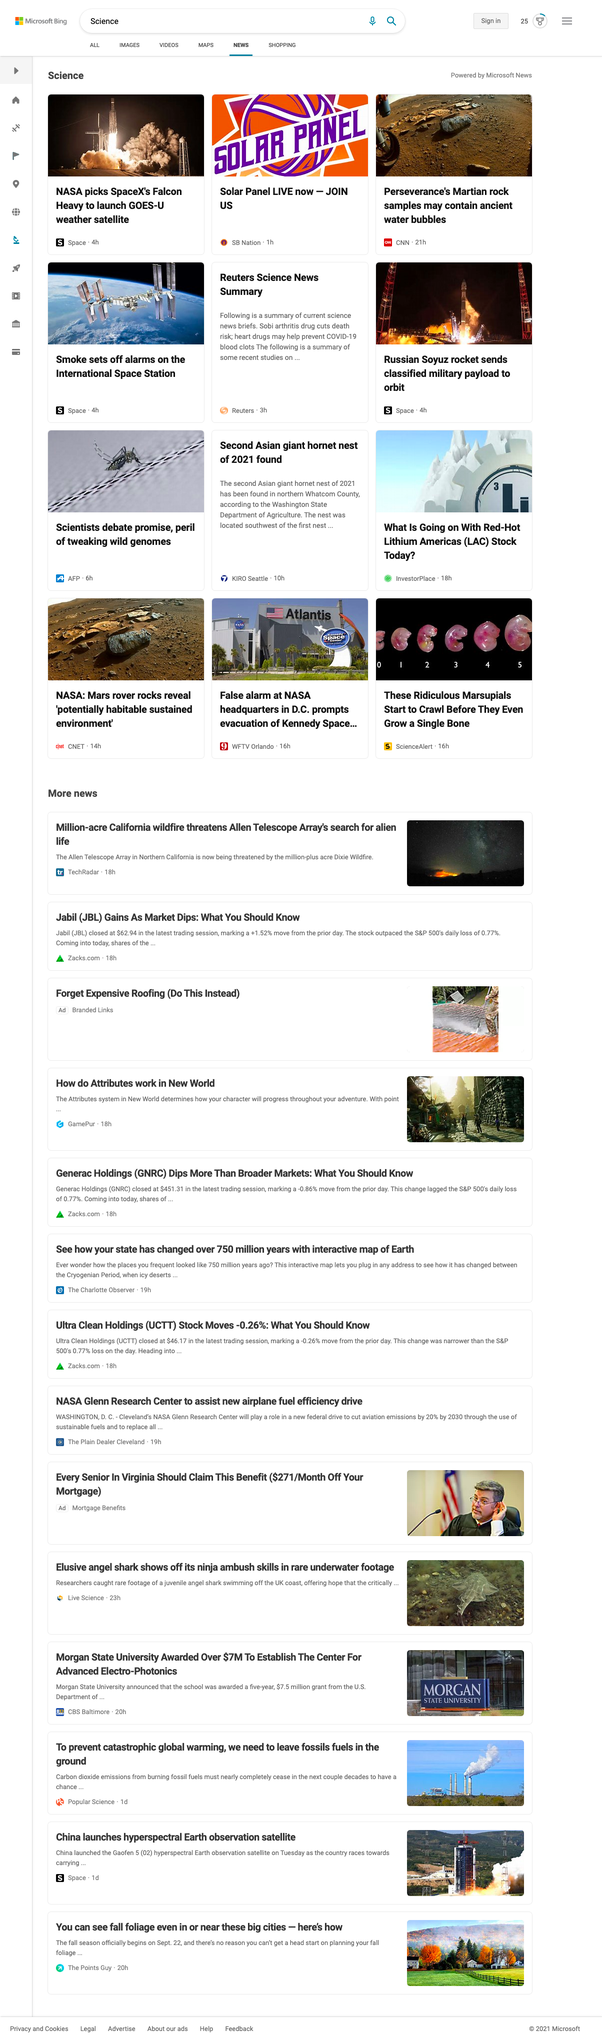 Microsoft Bing
Science
Sign in
25
ALL
IMAGES
VIDEOS
MAPS
NEWS
SHOPPING
Science
Powered by Microsoft News
NASA picks SpaceX's Falcon
Heavy to launch GOES-U
weather satellite
Space · 4h
SOLAR PANEL
Solar Panel LIVE now — JOIN
US
SB Nation · 1h
Perseverance's Martian rock
samples may contain ancient
water bubbles
CNN · 21h
Smoke sets off alarms on the
International Space Station
Space · 4h
Reuters Science News
Summary
Following is a summary of current science
news briefs. Sobi arthritis drug cuts death
risk; heart drugs may help prevent COVID-19
blood clots The following is a summary of
some recent studies on ...
Reuters · 3h
Russian Soyuz rocket sends
classified military payload to
orbit
Space · 4h
Scientists debate promise, peril
of tweaking wild genomes
AFP · 6h
Second Asian giant hornet nest
of 2021 found
The second Asian giant hornet nest of 2021
has been found in northern Whatcom County,
according to the Washington State
Department of Agriculture. The nest was
located southwest of the first nest ...
KIRO Seattle · 10h
3
Li
What Is Going on With Red-Hot
Lithium Americas (LAC) Stock
Today?
InvestorPlace · 18h
NASA: Mars rover rocks reveal
'potentially habitable sustained
environment'
CNET · 14h
Atlantis
Space
False alarm at NASA
headquarters in D.C. prompts
evacuation of Kennedy Space...
WFTV Orlando · 16h
0 1 2 3 4 5
These Ridiculous Marsupials
Start to Crawl Before They Even
Grow a Single Bone
ScienceAlert · 16h
More news
Million-acre California wildfire threatens Allen Telescope Array's search for alien
life
The Allen Telescope Array in Northern California is now being threatened by the million-plus acre Dixie Wildfire.
tr
TechRadar · 18h
Jabil (JBL) Gains As Market Dips: What You Should Know
Jabil (JBL) closed at $62.94 in the latest trading session, marking a +1.52% move from the prior day. The stock outpaced the S&P 500's daily loss of 0.77%.
Coming into today, shares of the ...
Zacks.com · 18h
Forget Expensive Roofing (Do This Instead)
Ad Branded Links
How do Attributes work in New World
The Attributes system in New World determines how your character will progress throughout your adventure. With point
...
GamePur · 18h
Generac Holdings (GNRC) Dips More Than Broader Markets: What You Should Know
Generac Holdings (GNRC) closed at $451.31 in the latest trading session, marking a -0.86% move from the prior day. This change lagged the S&P 500's daily loss
of 0.77%. Coming into today, shares of ...
Zacks.com · 18h
See how your state has changed over 750 million years with interactive map of Earth
Ever wonder how the places you frequent looked like 750 million years ago? This interactive map lets you plug in any address to see how it has changed between
the Cryogenian Period, when icy deserts ...
The Charlotte Observer · 19h
Ultra Clean Holdings (UCTT) Stock Moves -0.26%: What You Should Know
Ultra Clean Holdings (UCTT) closed at $46.17 in the latest trading session, marking a -0.26% move from the prior day. This change was narrower than the S&P
500's 0.77% loss on the day. Heading into ...
Zacks.com · 18h
NASA Glenn Research Center to assist new airplane fuel efficiency drive
WASHINGTON, D. C. - Cleveland's NASA Glenn Research Center will play a role in a new federal drive to cut aviation emissions by 20% by 2030 through the use of
sustainable fuels and to replace all ...
The Plain Dealer Cleveland · 19h
Every Senior In Virginia Should Claim This Benefit ($271/Month Off Your
Mortgage)
Ad Mortgage Benefits
Elusive angel shark shows off its ninja ambush skills in rare underwater footage
Researchers caught rare footage of a juvenile angel shark swimming off the UK coast, offering hope that the critically ...
Live Science · 23h
Morgan State University Awarded Over $7M To Establish The Center For
Advanced Electro-Photonics
Morgan State University announced that the school was awarded a five-year, $7.5 million grant from the U.S.
Department of ...
CBS Baltimore · 20h
MORGAN
STATE UNIVERSITY
To prevent catastrophic global warming, we need to leave fossils fuels in the
ground
Carbon dioxide emissions from burning fossil fuels must nearly completely cease in the next couple decades to have a
chance ...
Popular Science · 1d
China launches hyperspectral Earth observation satellite
China launched the Gaofen 5 (02) hyperspectral Earth observation satellite on Tuesday as the country races towards
carrying ...
Space · 1d
You can see fall foliage even in or near these big cities — here's how
The fall season officially begins on Sept. 22, and there's no reason you can't get a head start on planning your fall
foliage ...
The Points Guy · 20h
Privacy and Cookies
Legal
Advertise
About our ads
Help
Feedback
© 2021 Microsoft